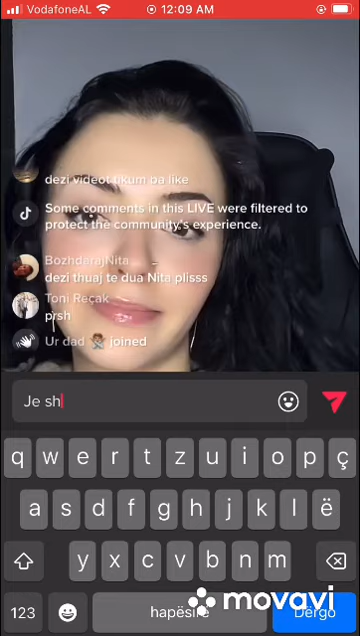 VodafoneAL
12:09 AM
dezi videot tikum ba like
Some comments in this LIVE were filtered to
protect the community's experience.
BozhdarajNita
dezi thuaj te dua Nita plisss
Toni Reçak
prsh
Ur dad 🤦🏽‍♂️ joined
Je sh
q w e r t z u i o p ç
a s d f g h j k l ë
y x c v b n m
123
hapësirë
Dërgo
movavi